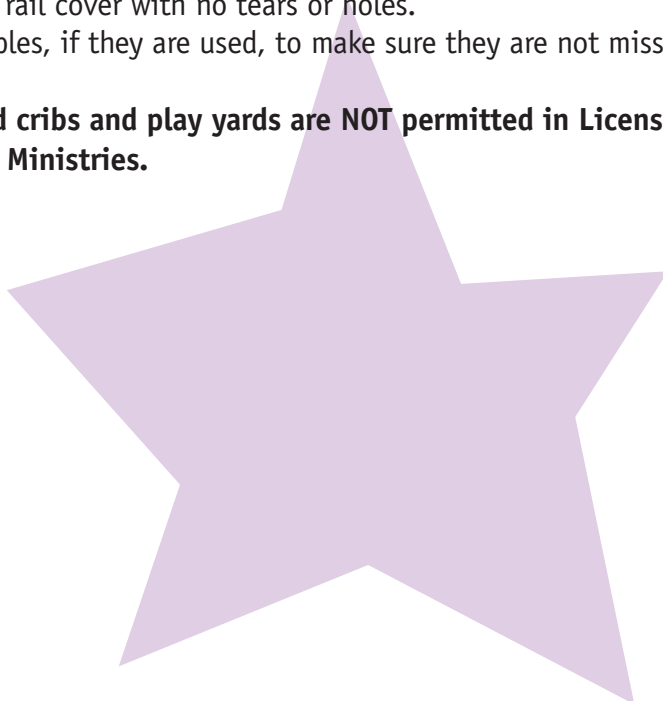 rail cover with no tears or holes.
ples, if they are used, to make sure they are not miss
d cribs and play yards are NOT permitted in Licens
Ministries.